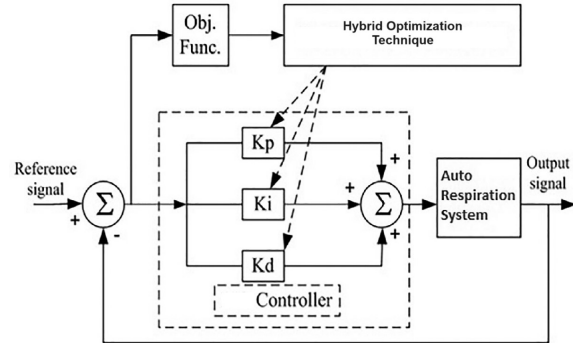 Obj.
Func.
Hybrid Optimization
Technique
Kp
Reference
signal
Σ
+
-
Ki
+
+
+
Σ
Auto
Respiration
System
Output
signal
Kd
Controller